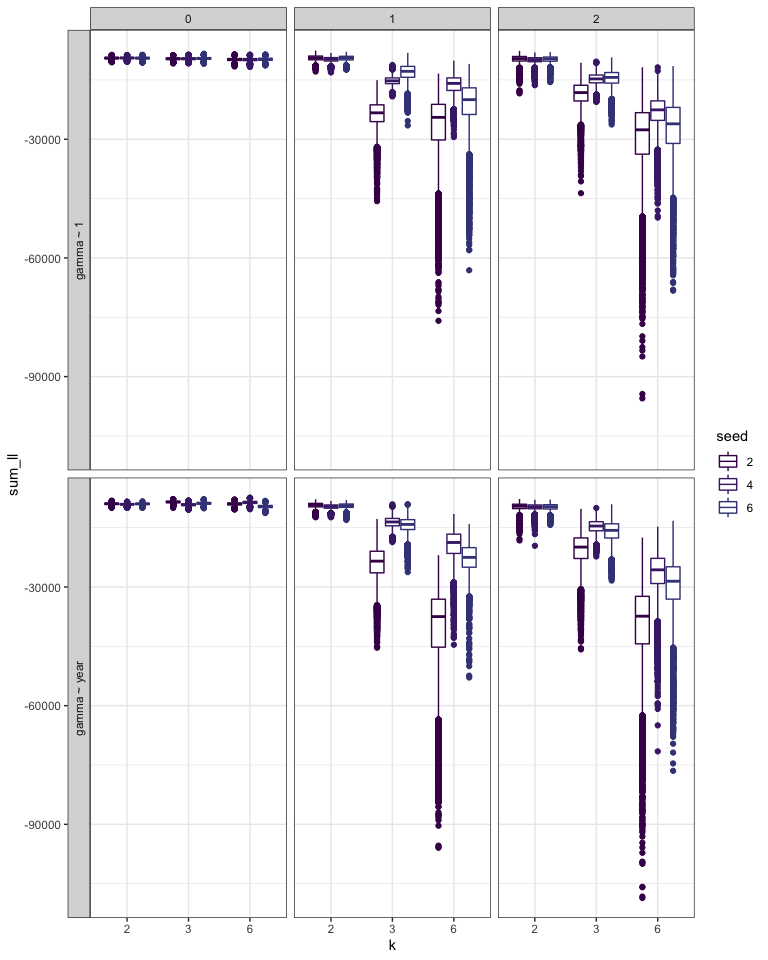 0 1 2
-30000
-60000
-90000
gamma ~ 1
-30000
-60000
-90000
gamma ~ year
sum_ll
2 3 6 2 3 6 2 3 6
k
seed
2
4
6